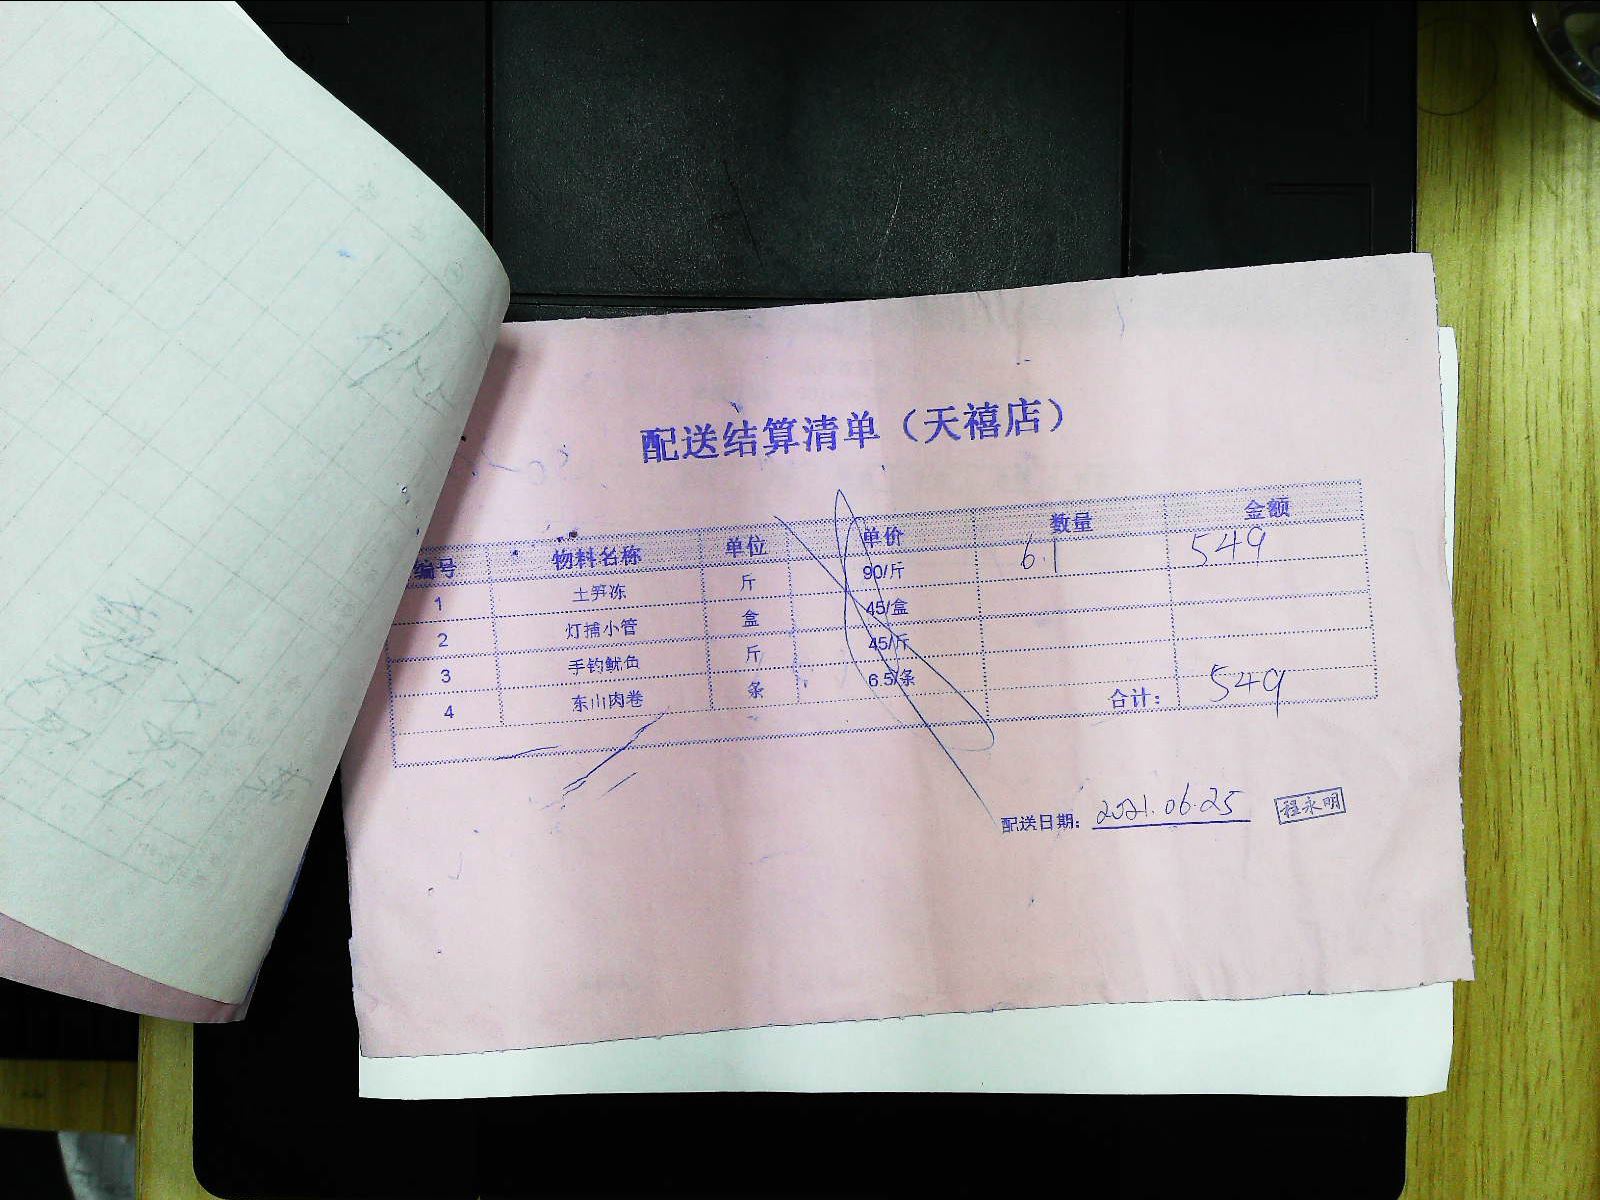 配送结算清单（天禧店）
编号 物料名称 单位 单价 数量 金额
1 土笋冻 斤 90/斤 6.1 549
2 灯捕小管 盒 45/盒
3 手钓鱿鱼 斤 45/斤
4 东山肉卷 条 6.5/条
合计： 549
配送日期： 2021.06.25 程永明